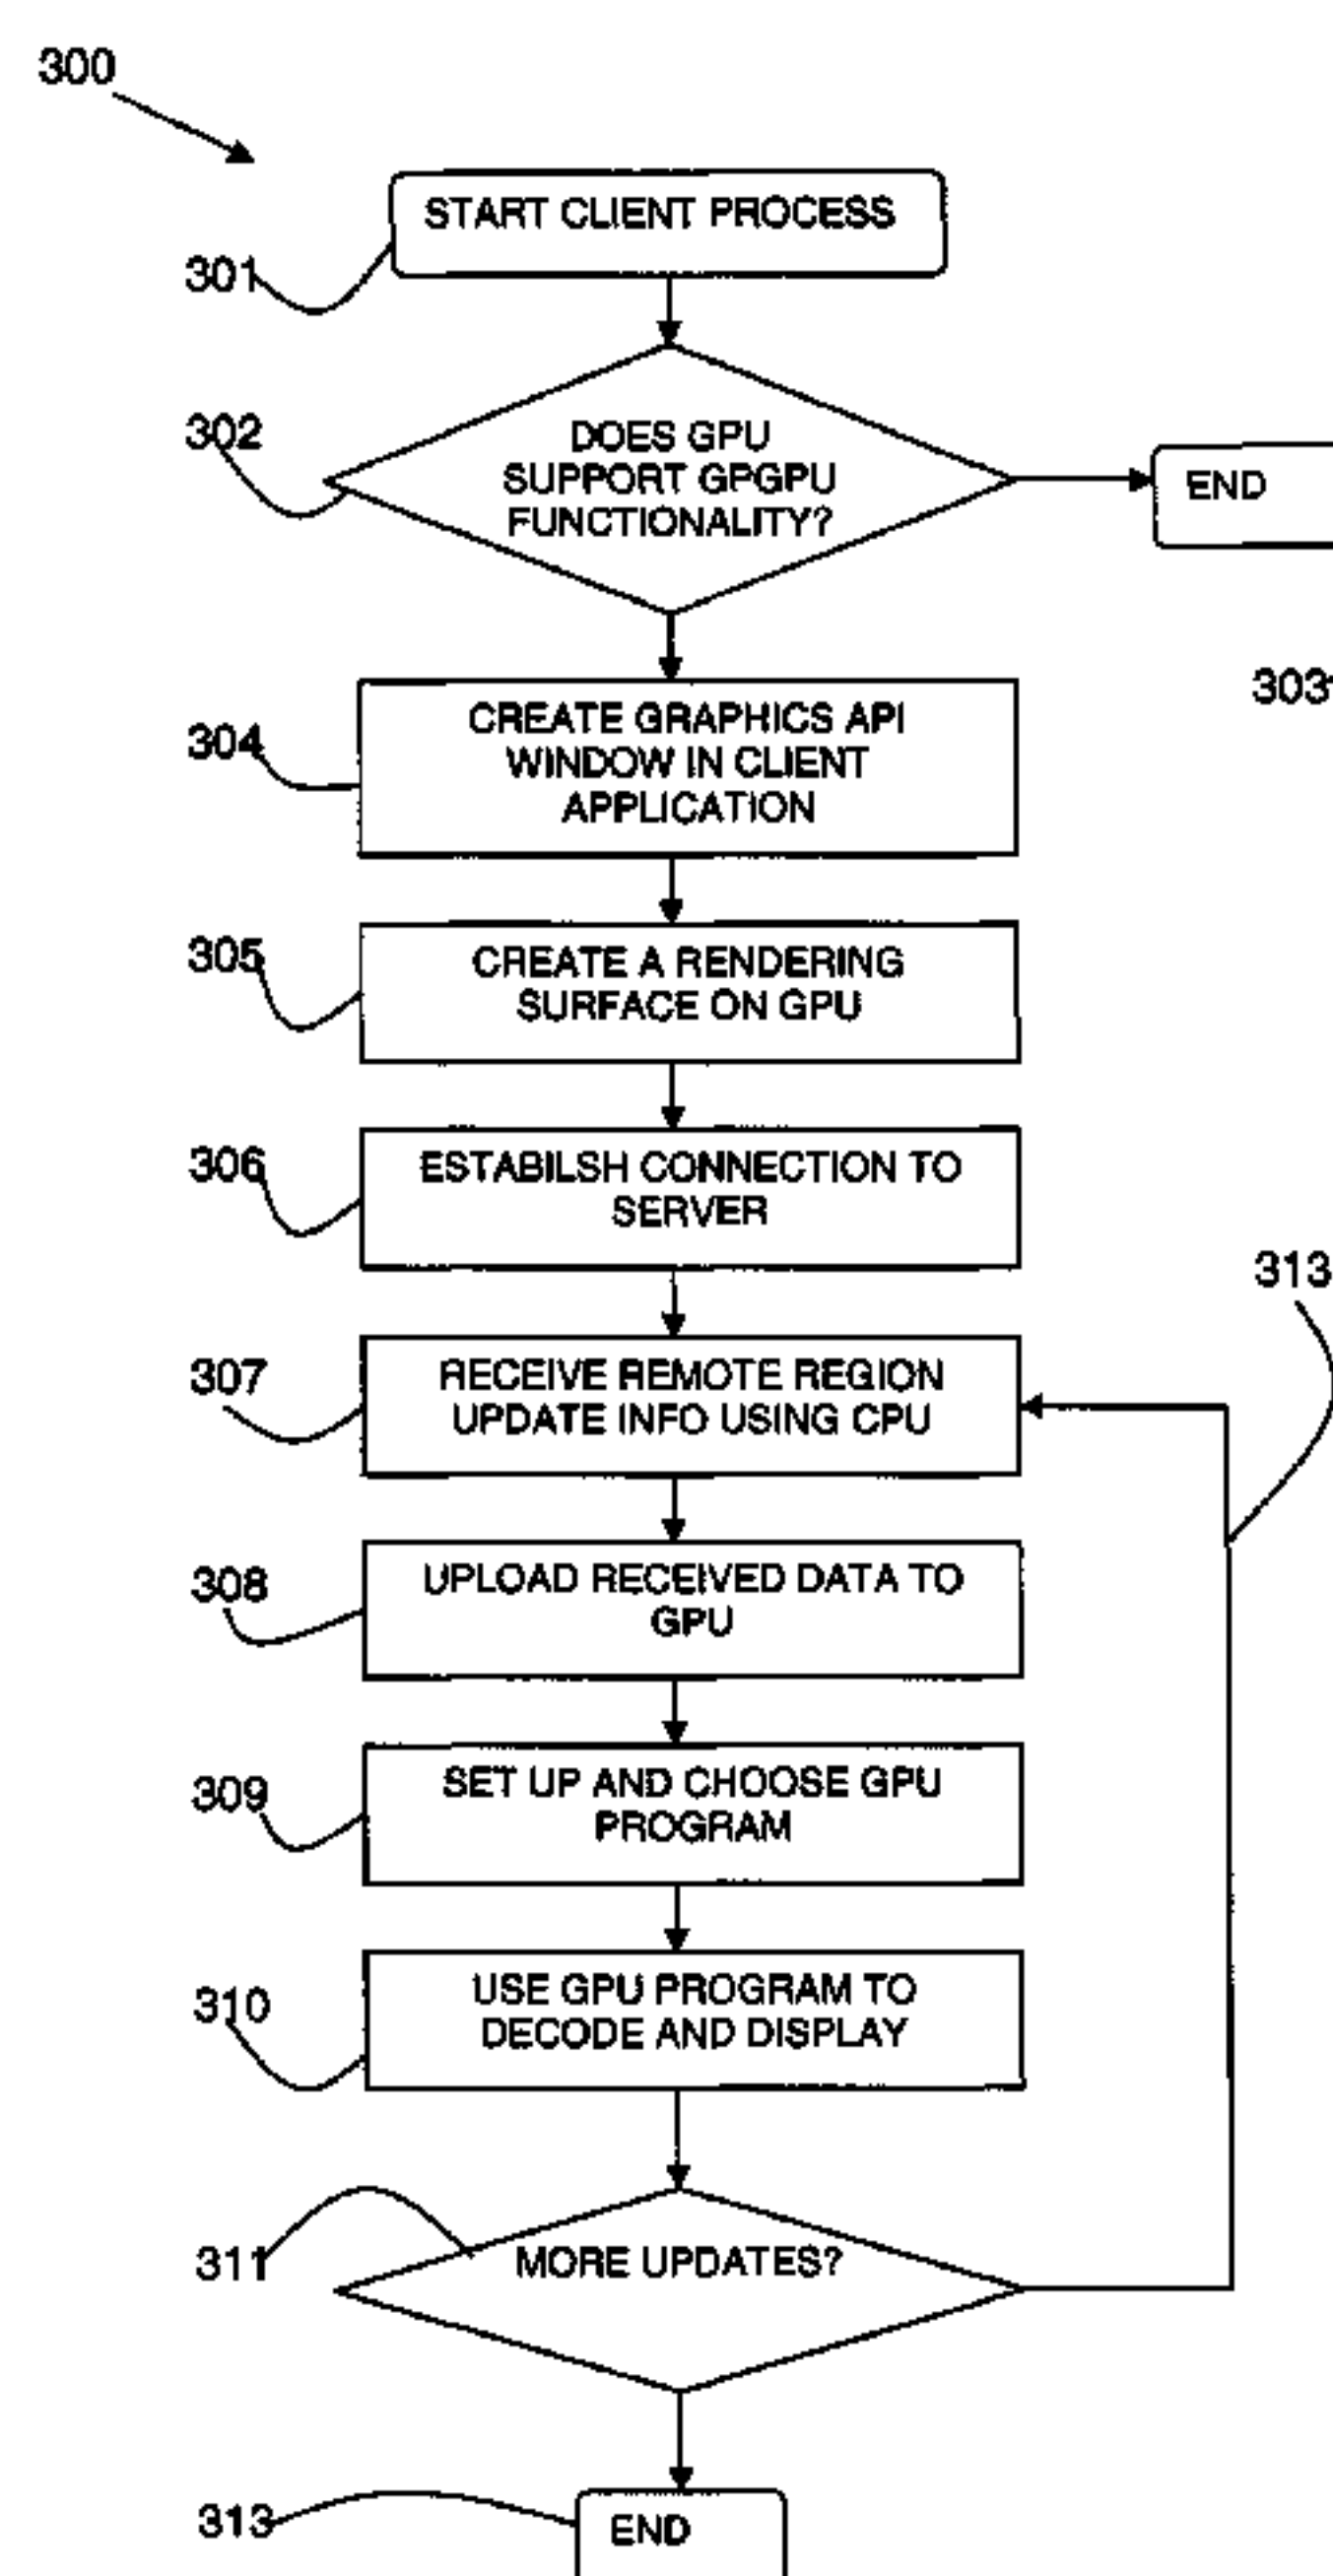 300
START CLIENT PROCESS
301
302
DOES GPU
SUPPORT GPGPU
FUNCTIONALITY?
END
303
304
CREATE GRAPHICS API
WINDOW IN CLIENT
APPLICATION
305
CREATE A RENDERING
SURFACE ON GPU
306
ESTABILSH CONNECTION TO
SERVER
313
307
RECEIVE REMOTE REGION
UPDATE INFO USING CPU
308
UPLOAD RECEIVED DATA TO
GPU
309
SET UP AND CHOOSE GPU
PROGRAM
310
USE GPU PROGRAM TO
DECODE AND DISPLAY
311
MORE UPDATES?
313
END